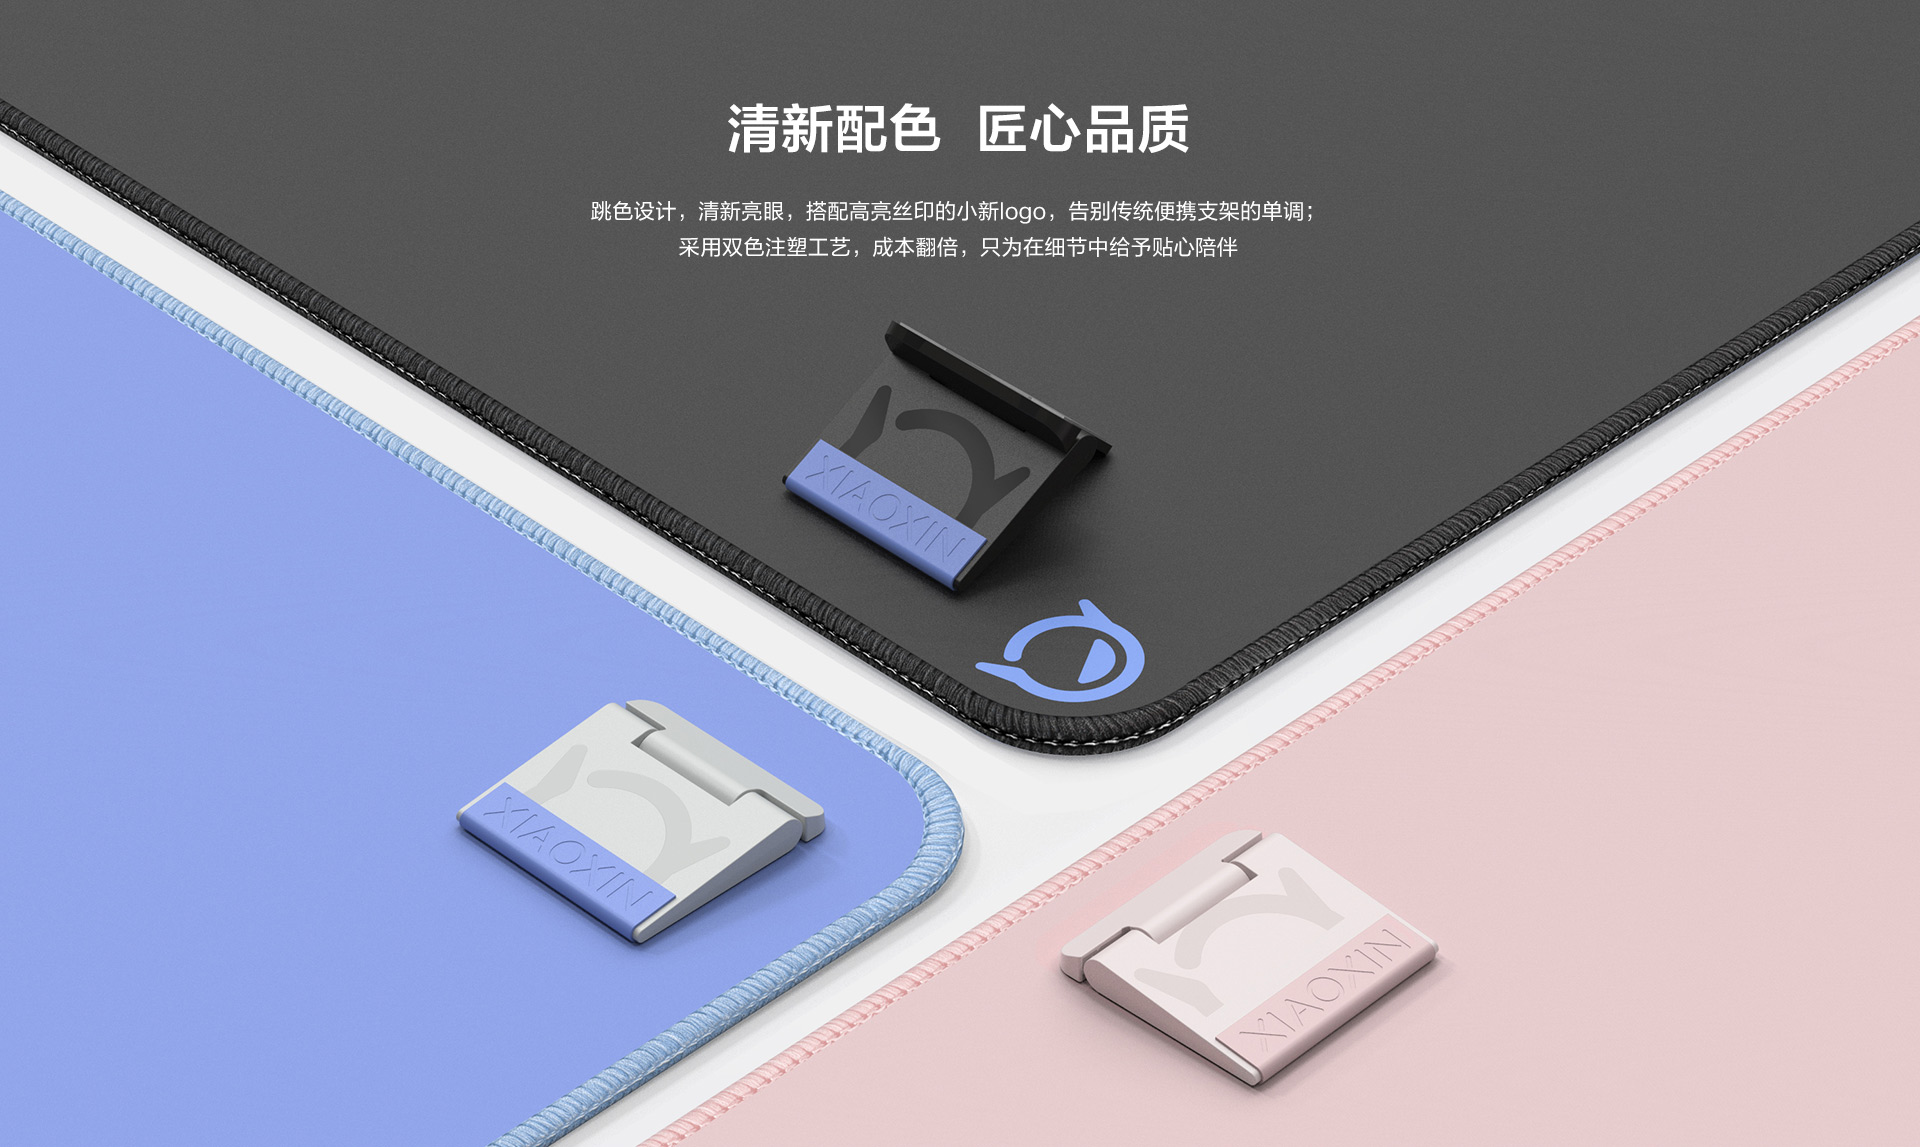 清新配色 匠心品质
跳色设计，清新亮眼，搭配高亮丝印的小新logo，告别传统便携支架的单调；
采用双色注塑工艺，成本翻倍，只为在细节中给予贴心陪伴
XIAOXIN
XIAOXIN
XIAOXIN